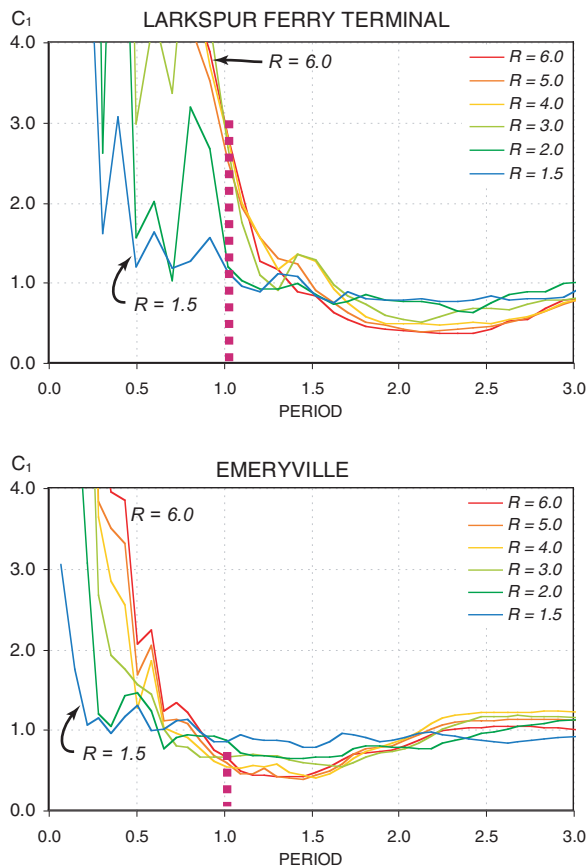 LARKSPUR FERRY TERMINAL
C1
4.0
3.0
2.0
1.0
0.0
R = 6.0
R = 6.0
R = 5.0
R = 4.0
R = 3.0
R = 2.0
R = 1.5
R = 1.5
0.0 0.5 1.0 1.5 2.0 2.5 3.0
PERIOD
EMERYVILLE
C1
4.0
3.0
2.0
1.0
0.0
R = 6.0
R = 6.0
R = 5.0
R = 4.0
R = 3.0
R = 2.0
R = 1.5
R = 1.5
0.0 0.5 1.0 1.5 2.0 2.5 3.0
PERIOD